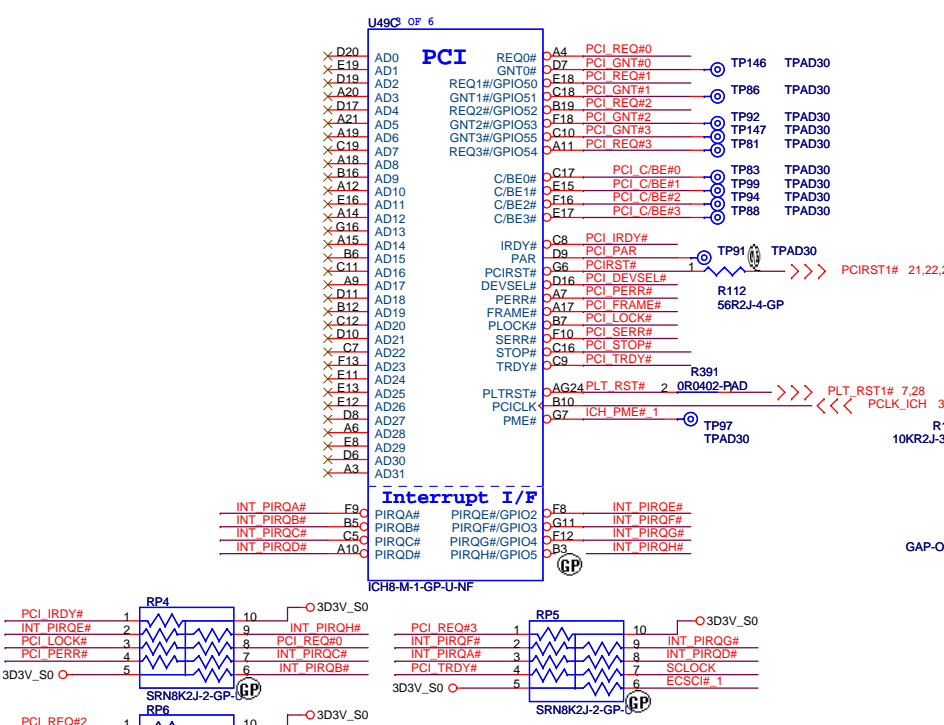 U49C 3 OF 6
PCI
D20 AD0 REQ0# A4 PCI_REQ#0
E19 AD1 GNT0# D7 PCI_GNT#0 TP146 TPAD30
D19 AD2 REQ1#/GPIO50 E18 PCI_REQ#1
A20 AD3 GNT1#/GPIO51 C18 PCI_GNT#1 TP86 TPAD30
D17 AD4 REQ2#/GPIO52 B19 PCI_REQ#2
A21 AD5 GNT2#/GPIO53 F18 PCI_GNT#2 TP92 TPAD30
A19 AD6 GNT3#/GPIO55 C10 PCI_GNT#3 TP147 TPAD30
C19 AD7 REQ3#/GPIO54 A11 PCI_REQ#3 TP81 TPAD30
A18 AD8
B16 AD9 C/BE0# C17 PCI_C/BE#0 TP83 TPAD30
A12 AD10 C/BE1# E15 PCI_C/BE#1 TP99 TPAD30
E16 AD11 C/BE2# F16 PCI_C/BE#2 TP94 TPAD30
A14 AD12 C/BE3# E17 PCI_C/BE#3 TP88 TPAD30
G16 AD13
A15 AD14 IRDY# C8 PCI_IRDY#
B6 AD15 PAR D9 PCI_PAR TP91 TPAD30
C11 AD16 PCIRST# G6 PCIRST# 1 PCIRST1# 21,22,2
A9 AD17 DEVSEL# D16 PCI_DEVSEL# R112
D11 AD18 PERR# A7 PCI_PERR# 56R2J-4-GP
B12 AD19 FRAME# A17 PCI_FRAME#
C12 AD20 PLOCK# B7 PCI_LOCK#
D10 AD21 SERR# F10 PCI_SERR#
C7 AD22 STOP# C16 PCI_STOP#
F13 AD23 TRDY# C9 PCI_TRDY#
E11 AD24 R391
E13 AD25 PLTRST# AG24 PLT_RST# 2 0R0402-PAD 1 PLT_RST1# 7,28
E12 AD26 PCICLK B10 PCLK_ICH 3
D8 AD27 PME# G7 ICH_PME#_1 TP97 R1
A6 AD28 TPAD30 10KR2J-3
E8 AD29
D6 AD30
A3 AD31
Interrupt I/F
INT_PIRQA# F9 PIRQA# PIRQE#/GPIO2 F8 INT_PIRQE#
INT_PIRQB# B5 PIRQB# PIRQF#/GPIO3 G11 INT_PIRQF#
INT_PIRQC# C5 PIRQC# PIRQG#/GPIO4 F12 INT_PIRQG#
INT_PIRQD# A10 PIRQD# PIRQH#/GPIO5 B3 INT_PIRQH# GAP-O
GP
ICH8-M-1-GP-U-NF
RP4
PCI_IRDY# 1 10 3D3V_S0
INT_PIRQE# 2 9 INT_PIRQH#
PCI_LOCK# 3 8 PCI_REQ#0
PCI_PERR# 4 7 INT_PIRQC#
3D3V_S0 5 6 INT_PIRQB#
SRN8K2J-2-GP-U GP
RP5
PCI_REQ#3 1 10 3D3V_S0
INT_PIRQF# 2 9 INT_PIRQG#
INT_PIRQA# 3 8 INT_PIRQD#
PCI_TRDY# 4 7 SCLOCK
3D3V_S0 5 6 ECSCI#_1
SRN8K2J-2-GP-U GP
RP6
PCI_REQ#2 1 10 3D3V_S0